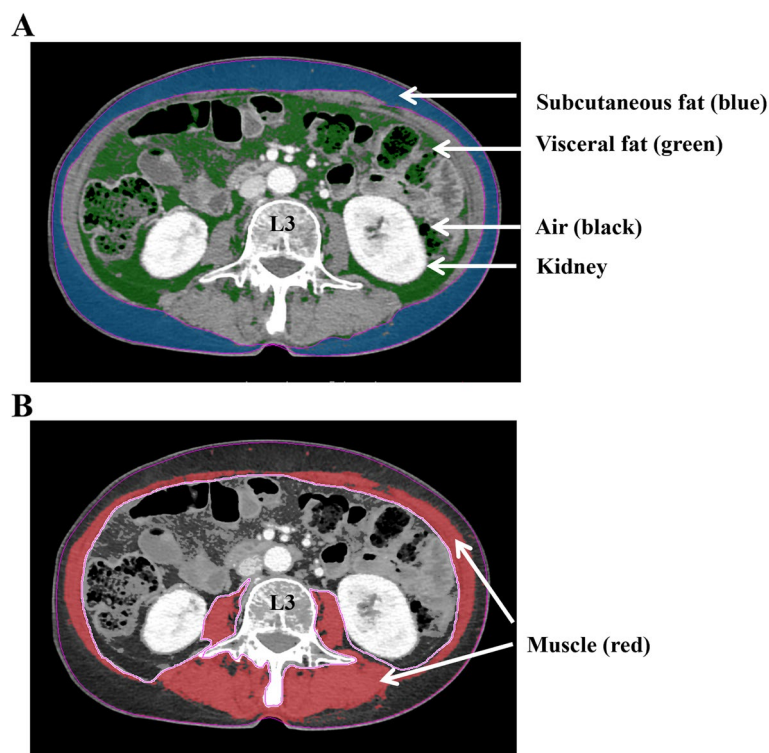 A
Subcutaneous fat (blue)
Visceral fat (green)
Air (black)
L3
Kidney
B
L3
Muscle (red)